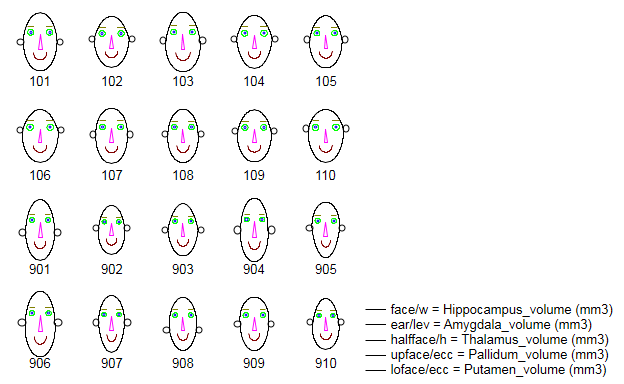 101 102 103 104 105
106 107 108 109 110
901 902 903 904 905
906 907 908 909 910
face/w = Hippocampus_volume (mm3)
ear/lev = Amygdala_volume (mm3)
halfface/h = Thalamus_volume (mm3)
upface/ecc = Pallidum_volume (mm3)
loface/ecc = Putamen_volume (mm3)